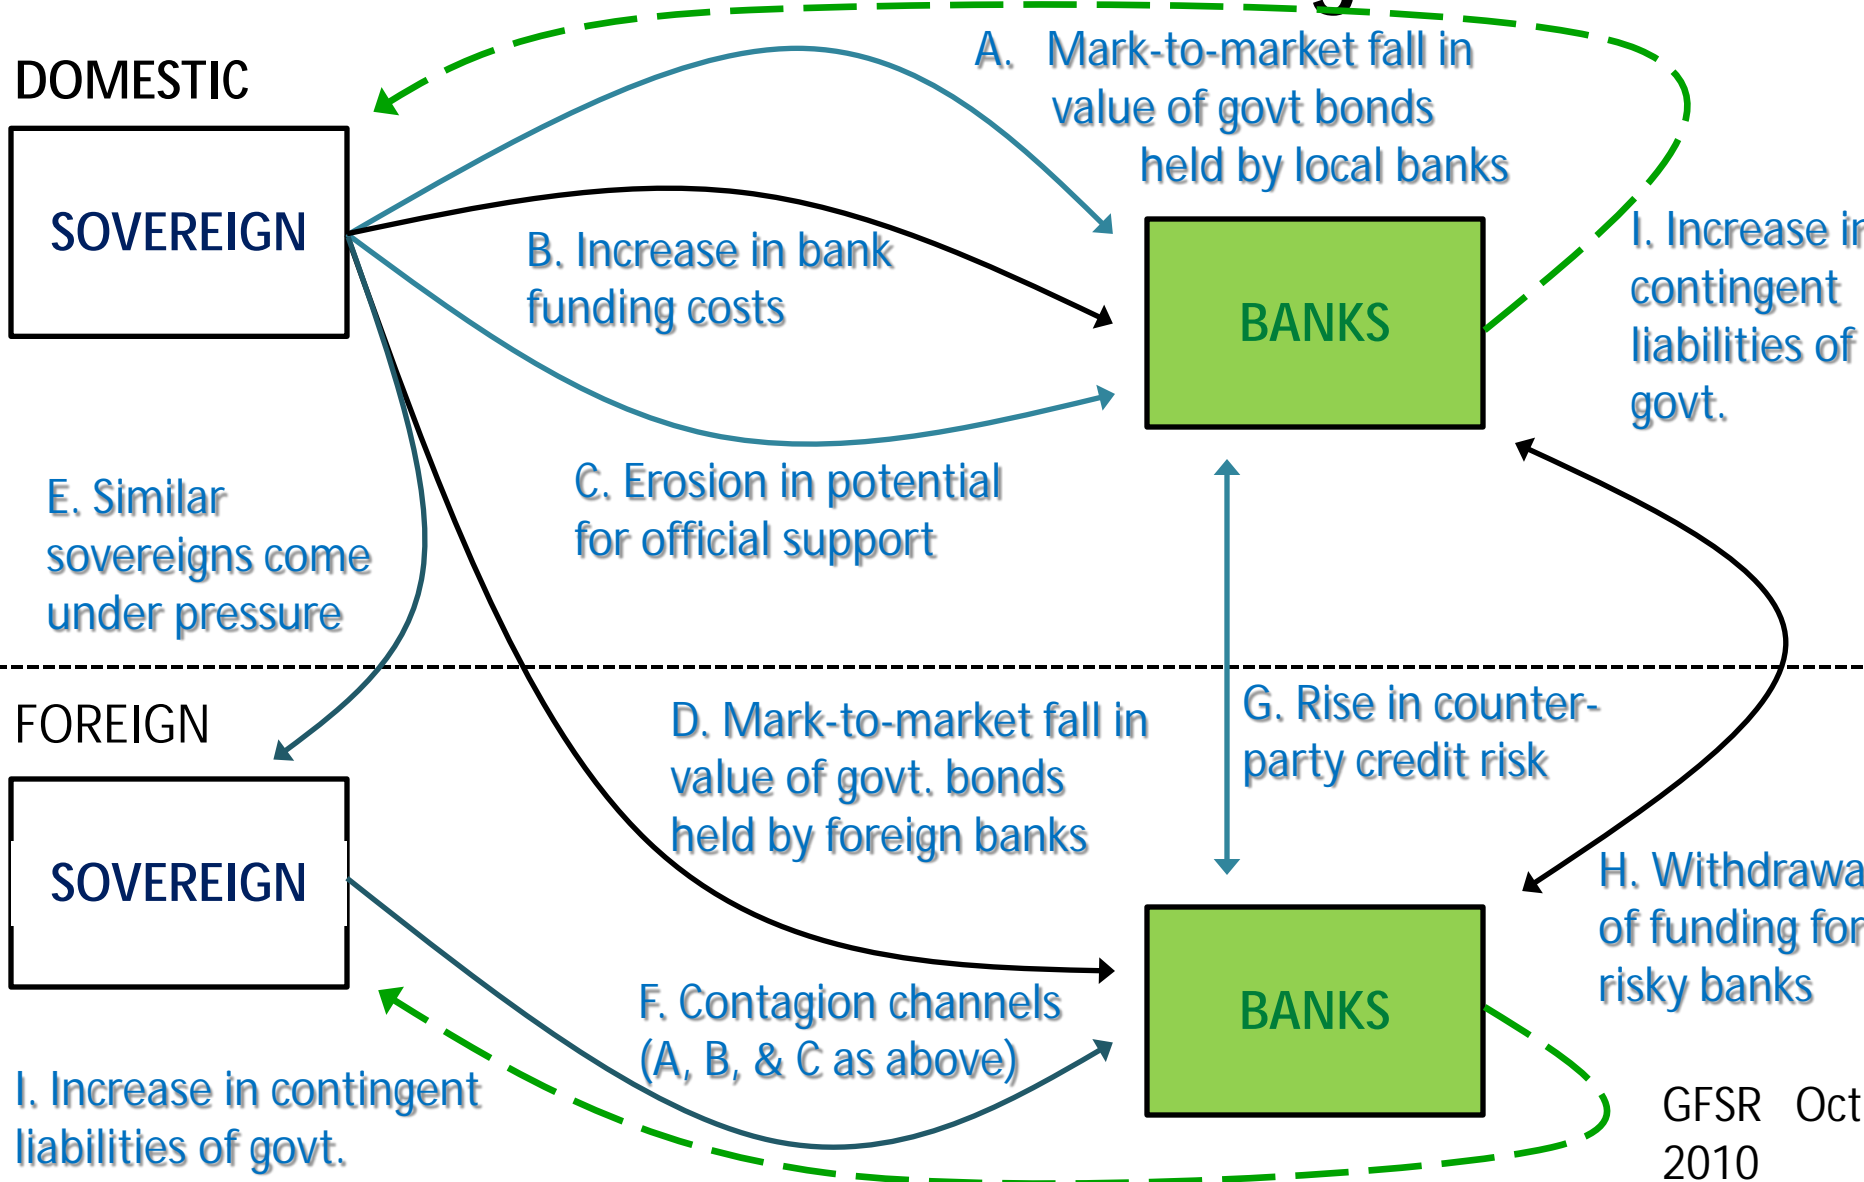 DOMESTIC
SOVEREIGN
A. Mark-to-market fall in
value of govt bonds
held by local banks
B. Increase in bank
funding costs
BANKS
I. Increase in
contingent
liabilities of
govt.
C. Erosion in potential
for official support
E. Similar
sovereigns come
under pressure
FOREIGN
SOVEREIGN
D. Mark-to-market fall in
value of govt. bonds
held by foreign banks
G. Rise in counter-
party credit risk
H. Withdrawa
of funding for
risky banks
F. Contagion channels
(A, B, & C as above)
BANKS
I. Increase in contingent
liabilities of govt.
GFSR Oct
2010